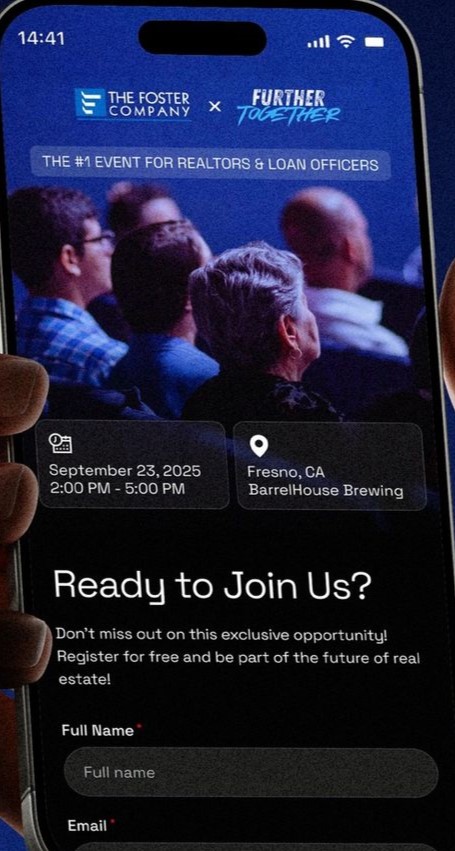 14:41
THE FOSTER COMPANY × FURTHER TOGETHER
THE #1 EVENT FOR REALTORS & LOAN OFFICERS
September 23, 2025
2:00 PM - 5:00 PM
Fresno, CA
BarrelHouse Brewing
Ready to Join Us?
Don't miss out on this exclusive opportunity!
Register for free and be part of the future of real
estate!
Full Name*
Full name
Email*